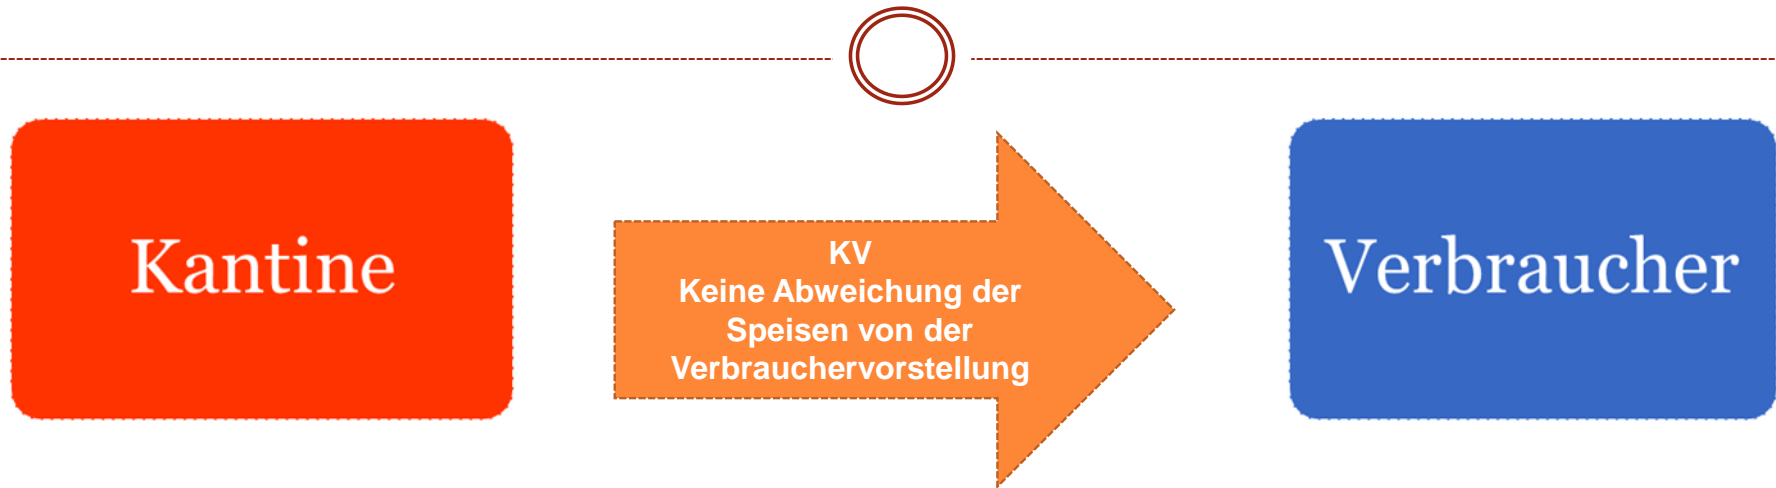 Kantine
KV
Keine Abweichung der
Speisen von der
Verbrauchervorstellung
Verbraucher